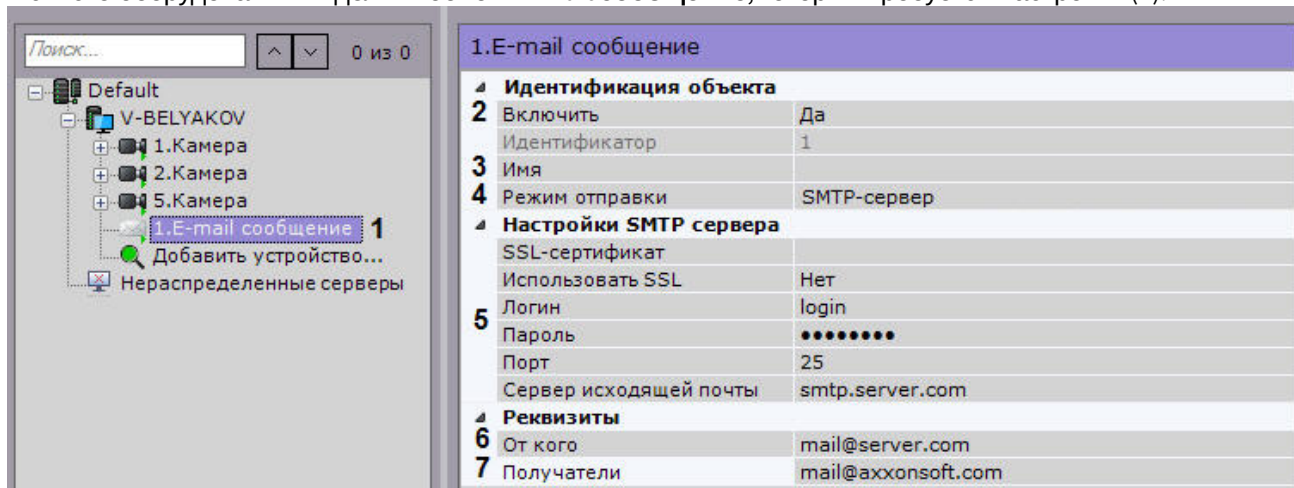 Поиск...
0 из 0
Default
V-BELYAKOV
1.Камера
2.Камера
5.Камера
1.E-mail сообщение 1
Добавить устройство...
Нераспределенные серверы
1.E-mail сообщение
Идентификация объекта
2 Включить Да
Идентификатор 1
3 Имя
4 Режим отправки SMTP-сервер
Настройки SMTP сервера
SSL-сертификат
Использовать SSL Нет
5 Логин login
Пароль ●●●●●●●●
Порт 25
Сервер исходящей почты smtp.server.com
Реквизиты
6 От кого mail@server.com
7 Получатели mail@axxonsoft.com